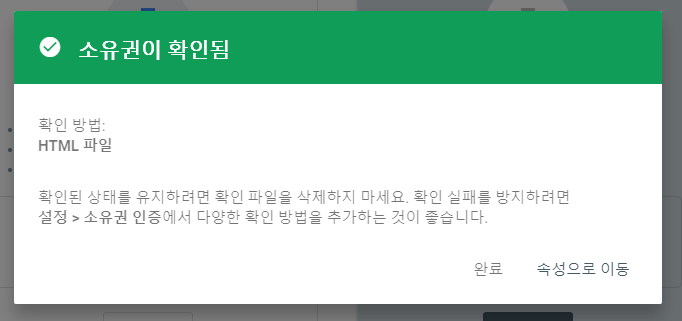 소유권이 확인됨
확인 방법:
HTML 파일
확인된 상태를 유지하려면 확인 파일을 삭제하지 마세요. 확인 실패를 방지하려면
설정 > 소유권 인증에서 다양한 확인 방법을 추가하는 것이 좋습니다.
완료 속성으로 이동